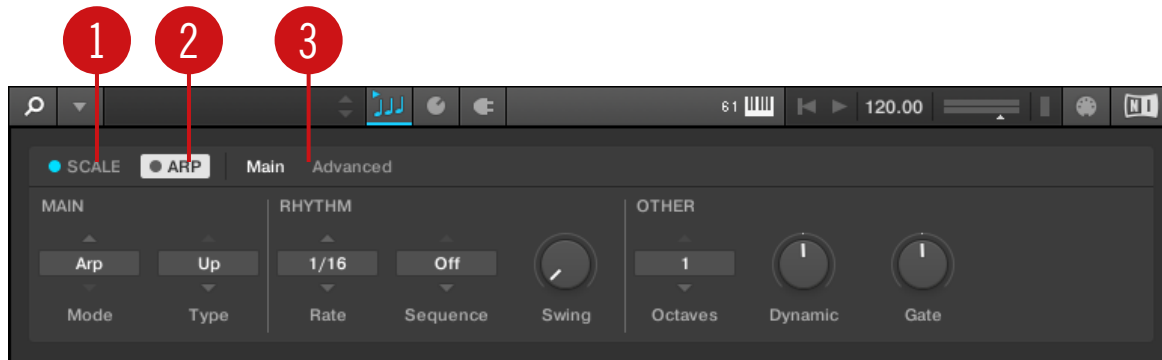 1 2 3
61 120.00 NI
SCALE ARP Main Advanced
MAIN RHYTHM OTHER
Arp Up 1/16 Off 1
Mode Type Rate Sequence Swing Octaves Dynamic Gate